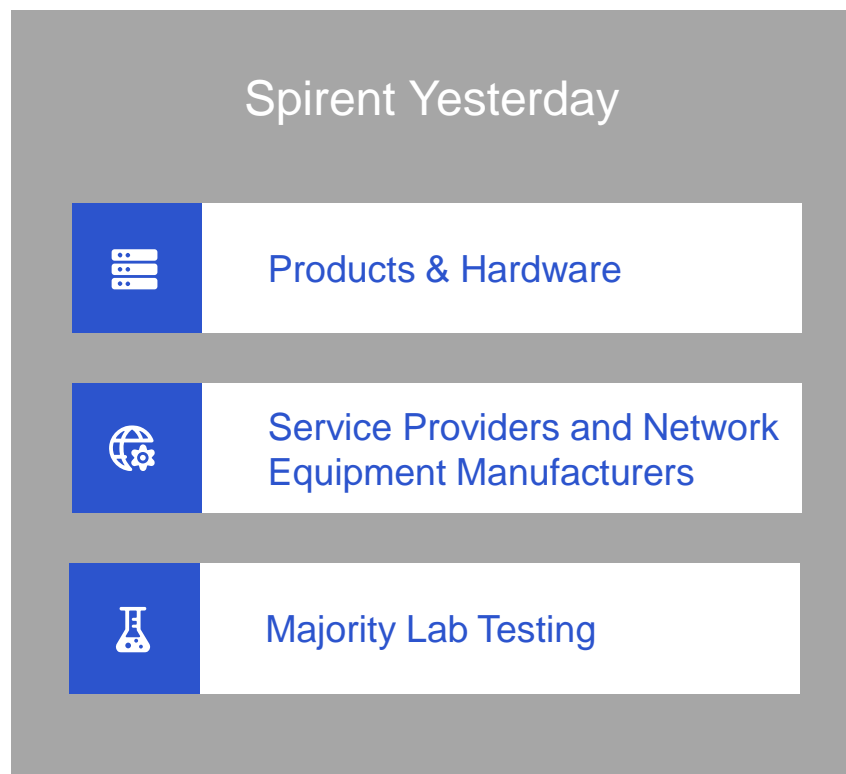 Spirent Yesterday
Products & Hardware
Service Providers and Network
Equipment Manufacturers
Majority Lab Testing